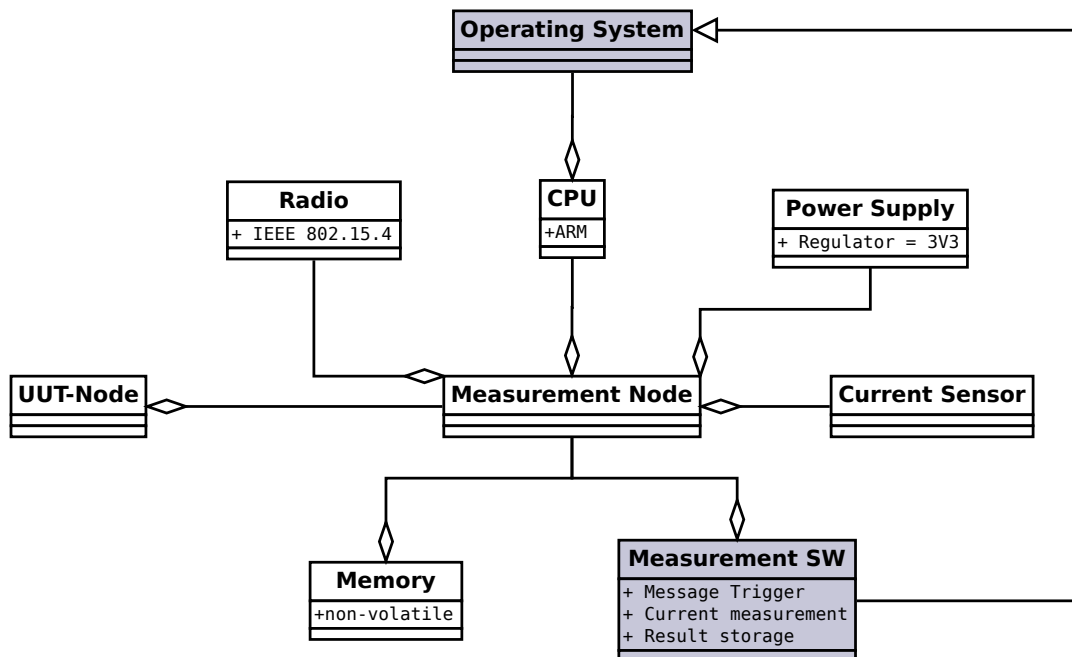 Operating System
Radio
+ IEEE 802.15.4
CPU
+ARM
Power Supply
+ Regulator = 3V3
UUT-Node
Measurement Node
Current Sensor
Memory
+non-volatile
Measurement SW
+ Message Trigger
+ Current measurement
+ Result storage